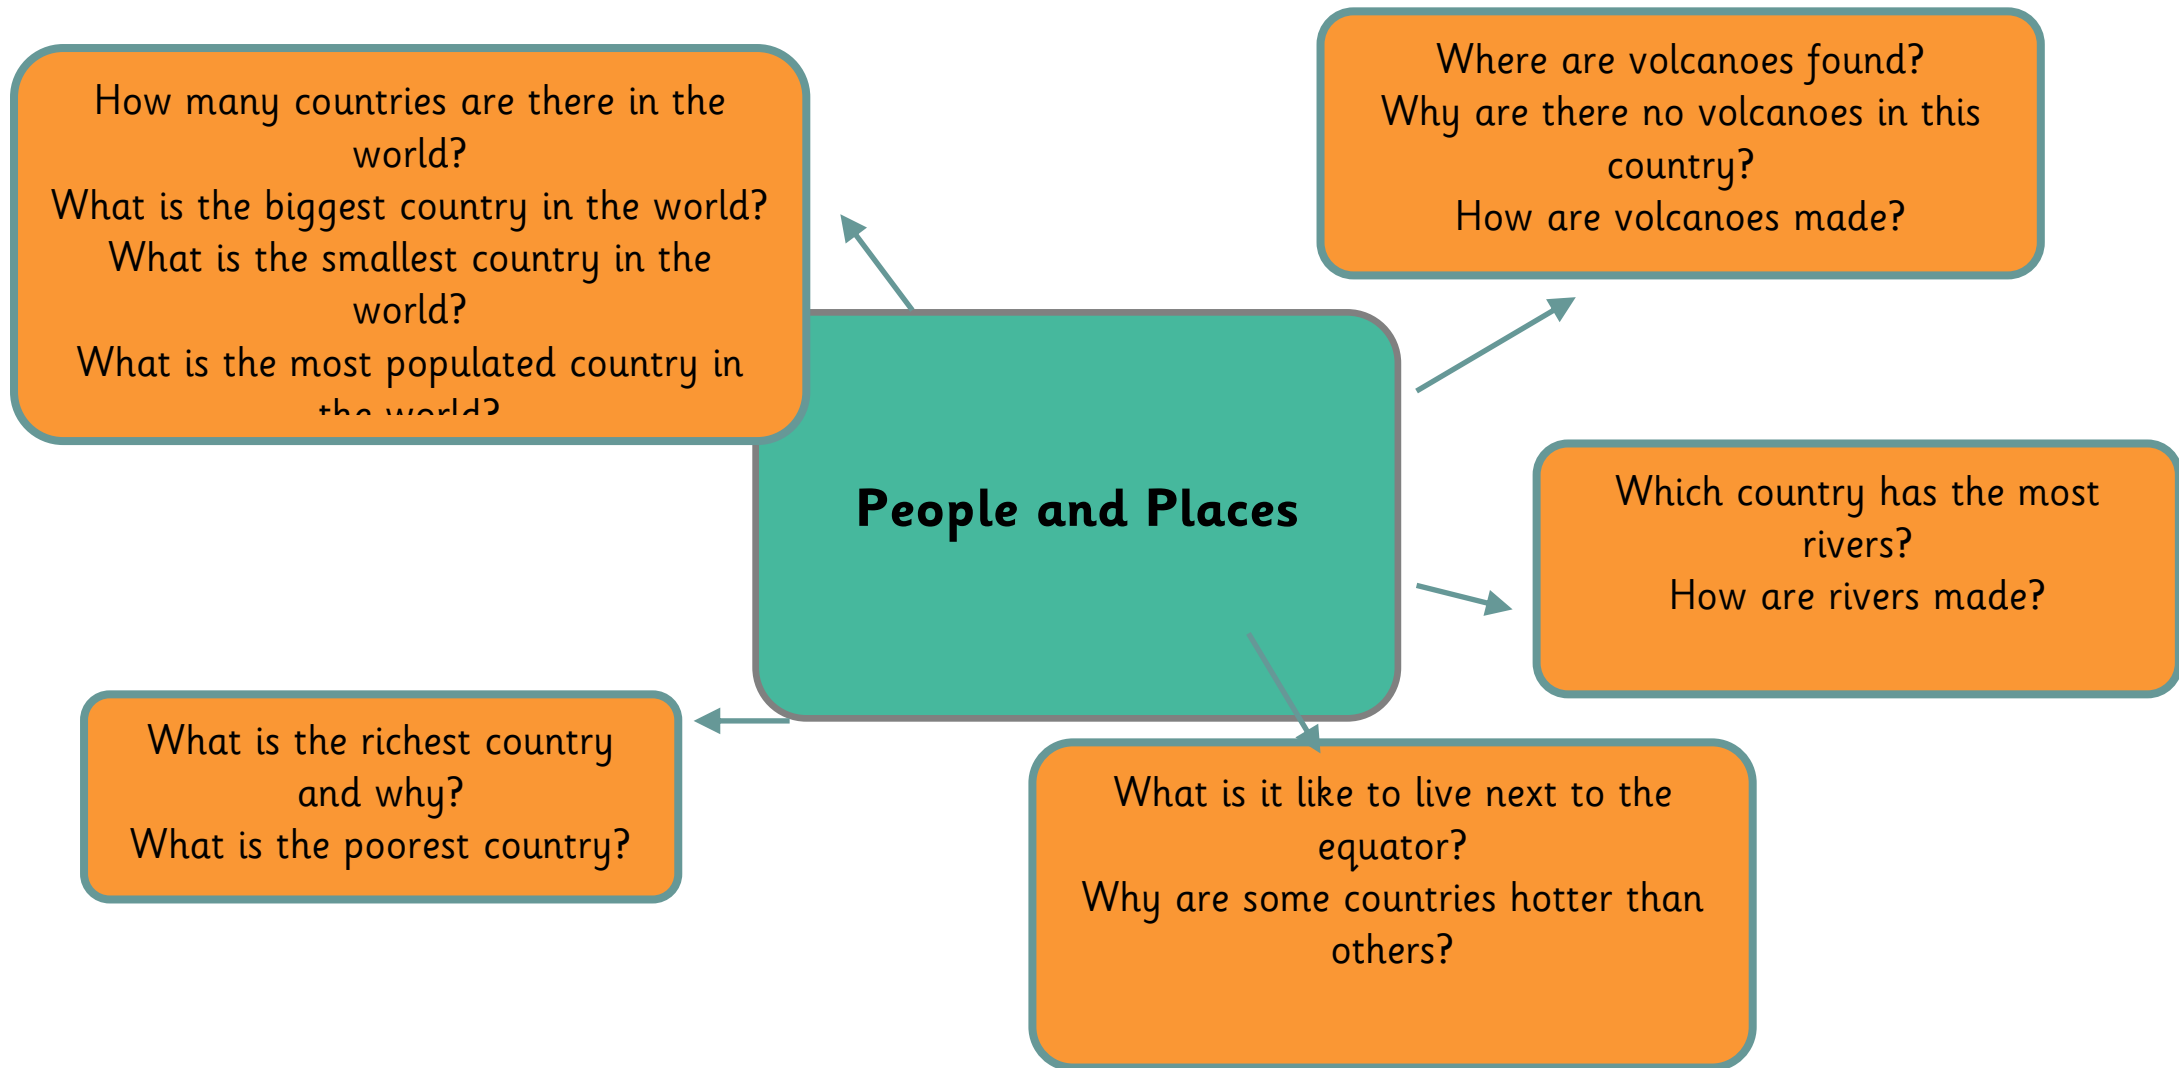 How many countries are there in the
world?
What is the biggest country in the world?
What is the smallest country in the
world?
What is the most populated country in
the world?
Where are volcanoes found?
Why are there no volcanoes in this
country?
How are volcanoes made?
People and Places
Which country has the most
rivers?
How are rivers made?
What is the richest country
and why?
What is the poorest country?
What is it like to live next to the
equator?
Why are some countries hotter than
others?